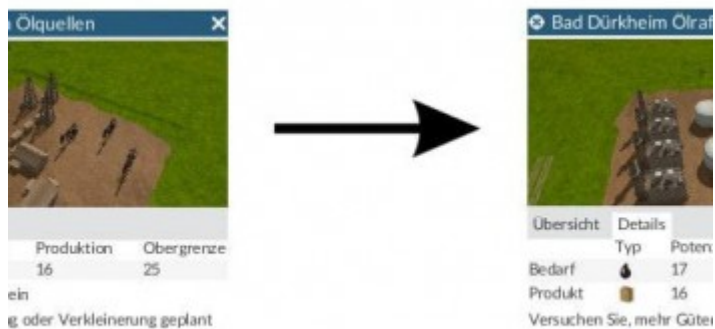 Ölquellen
Produktion Obergrenze
16 25
ein
oder Verkleinerung geplant
Bad Dürkheim Ölraf
Übersicht Details
Typ Poten
Bedarf 17
Produkt 16
Versuchen Sie, mehr Güter